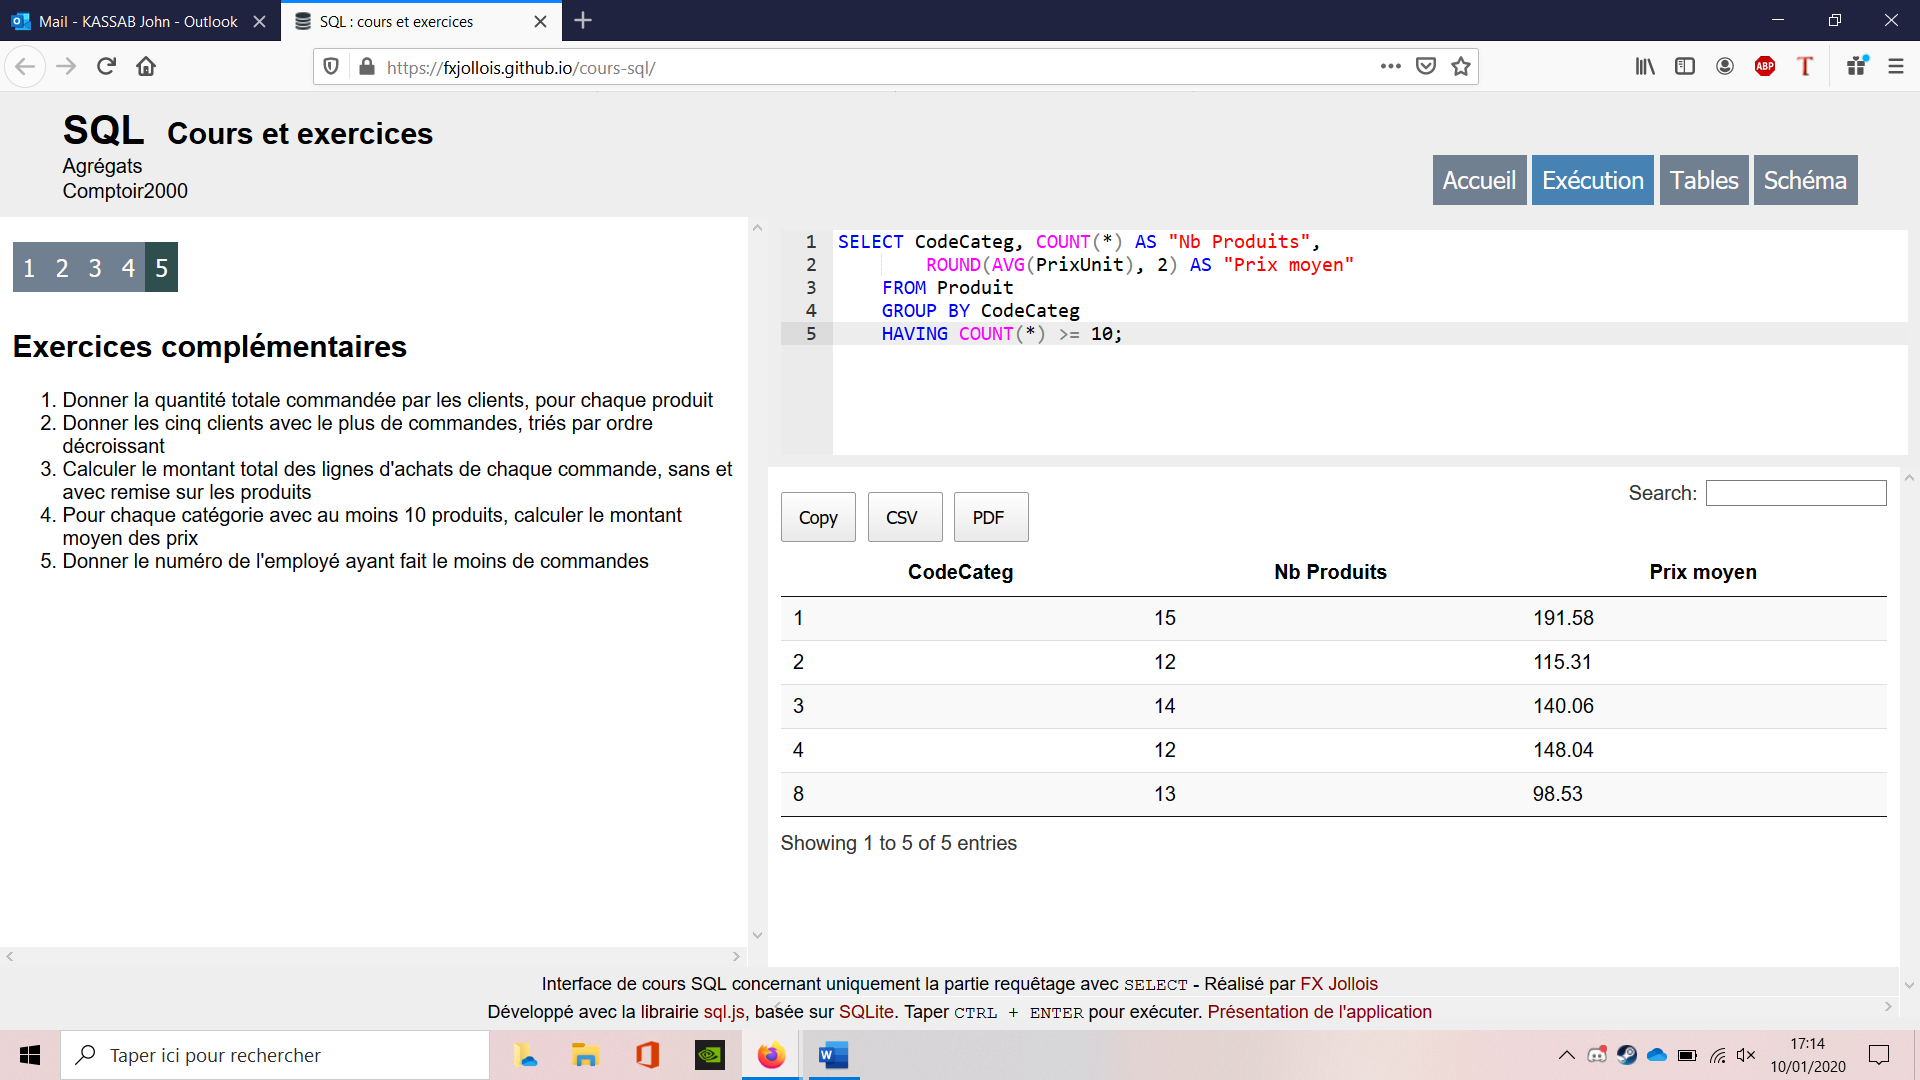 Mail - KASSAB John - Outlook
SQL : cours et exercices
https://fxjollois.github.io/cours-sql/
ABP
T
SQL Cours et exercices
Agrégats
Comptoir2000
Accueil
Exécution
Tables
Schéma
1 2 3 4 5
Exercices complémentaires
1. Donner la quantité totale commandée par les clients, pour chaque produit
2. Donner les cinq clients avec le plus de commandes, triés par ordre
décroissant
3. Calculer le montant total des lignes d'achats de chaque commande, sans et
avec remise sur les produits
4. Pour chaque catégorie avec au moins 10 produits, calculer le montant
moyen des prix
5. Donner le numéro de l'employé ayant fait le moins de commandes
1 SELECT CodeCateg, COUNT(*) AS "Nb Produits",
2 ROUND(AVG(PrixUnit), 2) AS "Prix moyen"
3 FROM Produit
4 GROUP BY CodeCateg
5 HAVING COUNT(*) >= 10;
Search:
Copy
CSV
PDF
CodeCateg Nb Produits Prix moyen
1 15 191.58
2 12 115.31
3 14 140.06
4 12 148.04
8 13 98.53
Showing 1 to 5 of 5 entries
Interface de cours SQL concernant uniquement la partie requêtage avec SELECT - Réalisé par FX Jollois
Développé avec la librairie sql.js, basée sur SQLite. Taper CTRL + ENTER pour exécuter. Présentation de l'application
Taper ici pour rechercher
17:14
10/01/2020